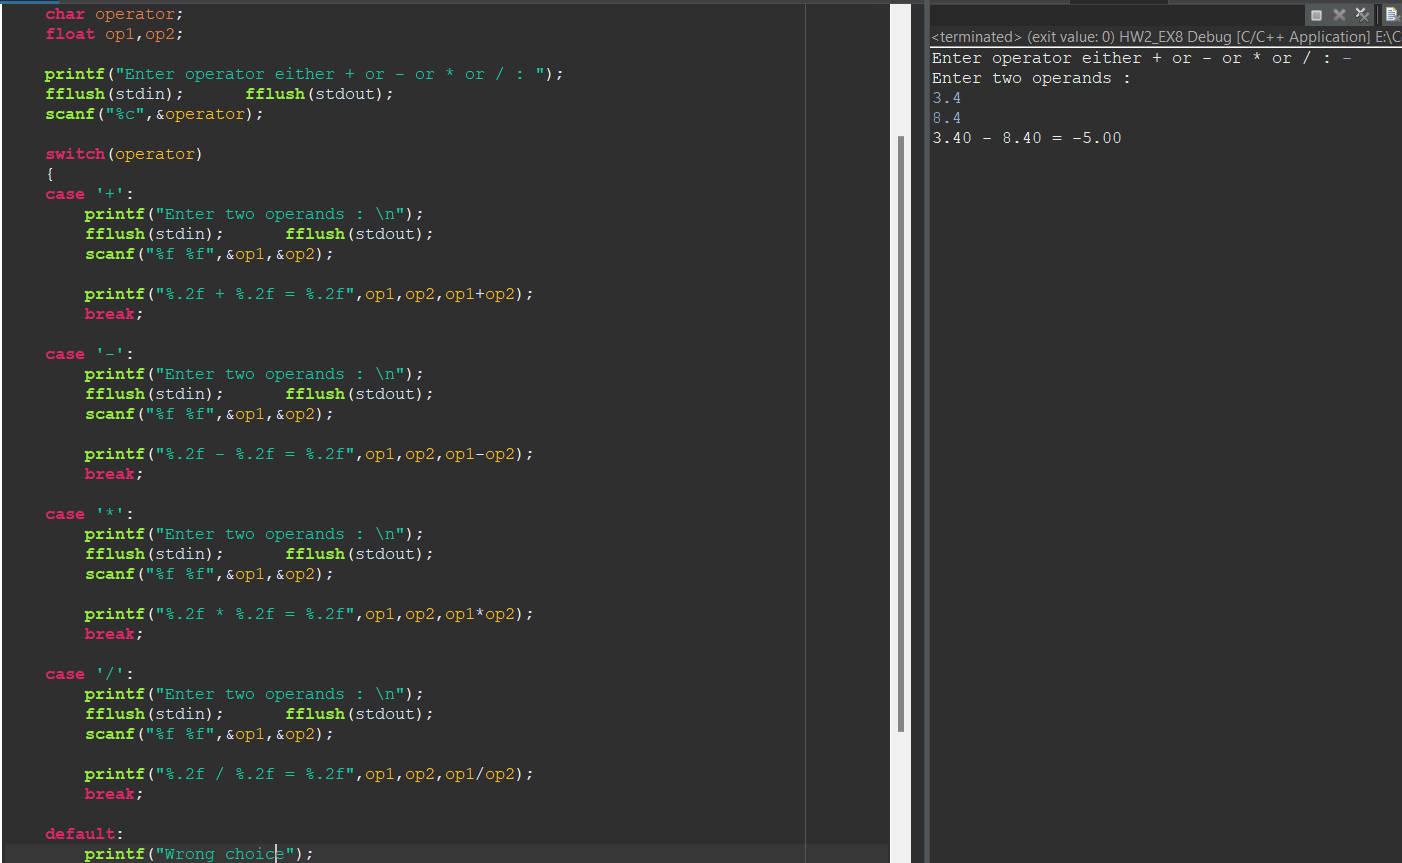 char operator;
float op1,op2;
printf("Enter operator either + or - or * or / : ");
fflush(stdin);      fflush(stdout);
scanf("%c",&operator);
switch(operator)
{
case '+':
    printf("Enter two operands : \n");
    fflush(stdin);      fflush(stdout);
    scanf("%f %f",&op1,&op2);
    printf("%.2f + %.2f = %.2f",op1,op2,op1+op2);
    break;
case '-':
    printf("Enter two operands : \n");
    fflush(stdin);      fflush(stdout);
    scanf("%f %f",&op1,&op2);
    printf("%.2f - %.2f = %.2f",op1,op2,op1-op2);
    break;
case '*':
    printf("Enter two operands : \n");
    fflush(stdin);      fflush(stdout);
    scanf("%f %f",&op1,&op2);
    printf("%.2f * %.2f = %.2f",op1,op2,op1*op2);
    break;
case '/':
    printf("Enter two operands : \n");
    fflush(stdin);      fflush(stdout);
    scanf("%f %f",&op1,&op2);
    printf("%.2f / %.2f = %.2f",op1,op2,op1/op2);
    break;
default:
    printf("Wrong choice");
<terminated> (exit value: 0) HW2_EX8 Debug [C/C++ Application] E:\C
Enter operator either + or - or * or / : -
Enter two operands :
3.4
8.4
3.40 - 8.40 = -5.00